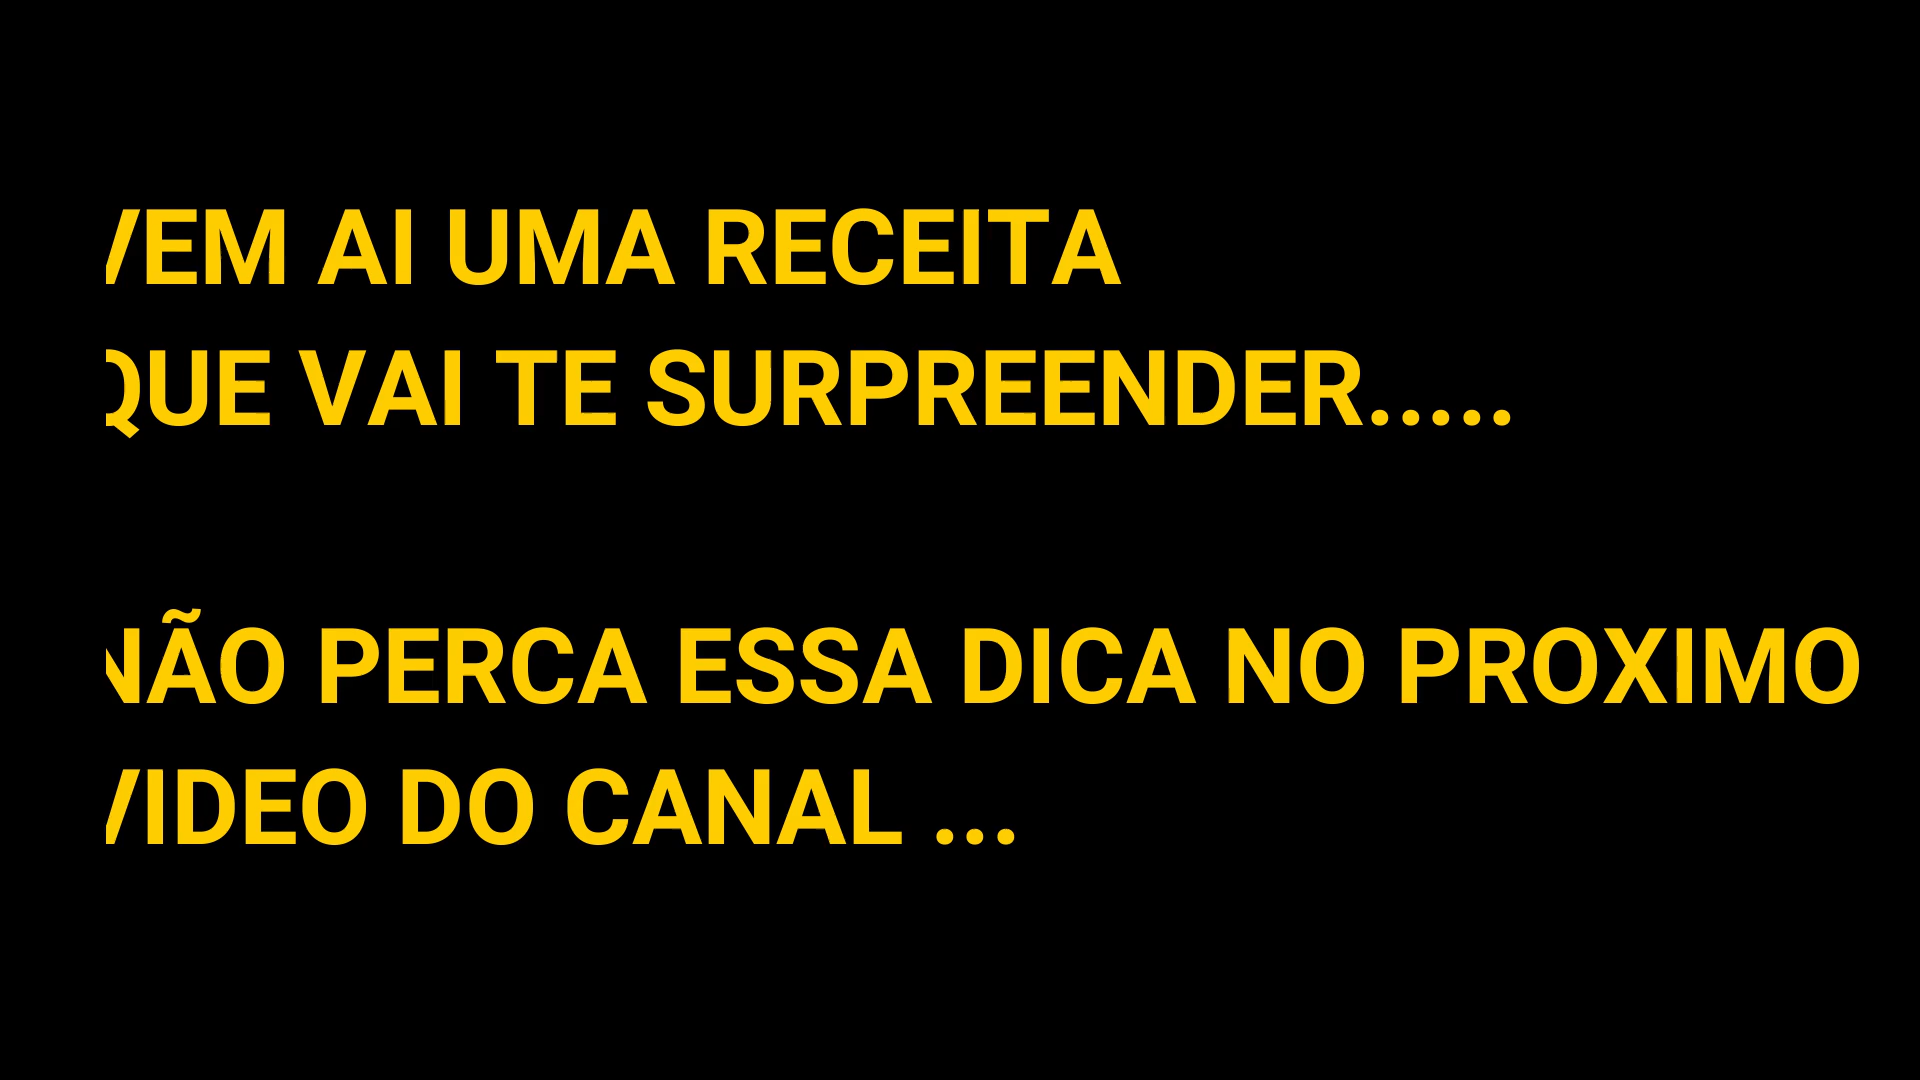 VEM AI UMA RECEITA
QUE VAI TE SURPREENDER.....
NÃO PERCA ESSA DICA NO PROXIMO
VIDEO DO CANAL ...